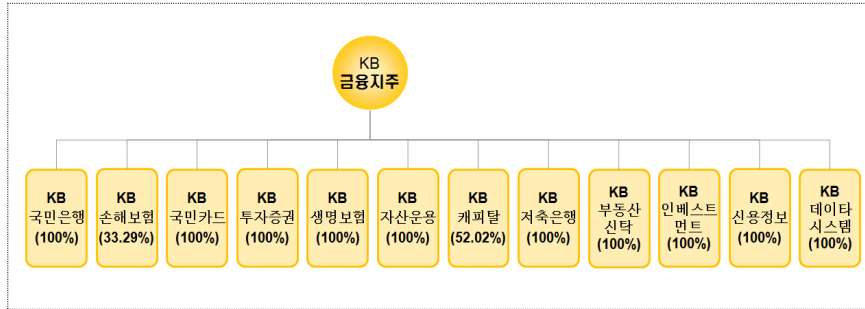 KB
금융지주
KB
국민은행
(100%)
KB
손해보험
(33.29%)
KB
국민카드
(100%)
KB
투자증권
(100%)
KB
생명보험
(100%)
KB
자산운용
(100%)
KB
캐피탈
(52.02%)
KB
저축은행
(100%)
KB
부동산
신탁
(100%)
KB
인베스트
먼트
(100%)
KB
신용정보
(100%)
KB
데이타
시스템
(100%)